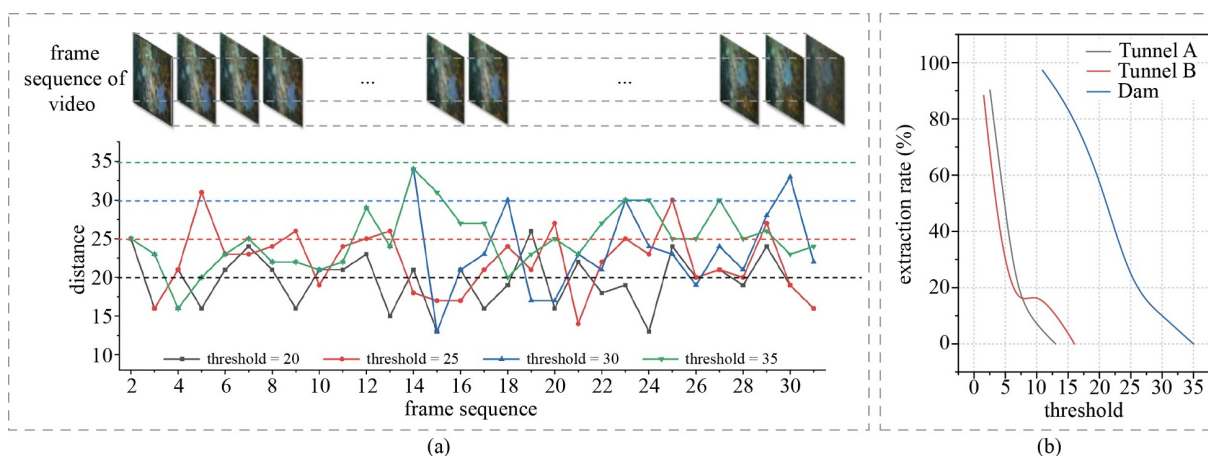 frame
sequence of
video
... ... ...
distance
35
30
25
20
15
10
threshold = 20 threshold = 25 threshold = 30 threshold = 35
2 4 6 8 10 12 14 16 18 20 22 24 26 28 30
frame sequence
(a)
Tunnel A
Tunnel B
Dam
extraction rate (%)
100
80
60
40
20
0
0 5 10 15 20 25 30 35
threshold
(b)